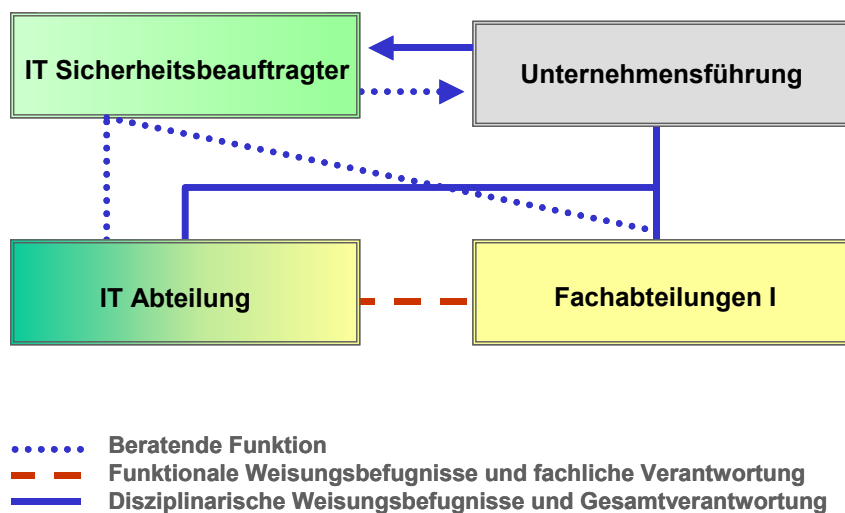 IT Sicherheitsbeauftragter
Unternehmensführung
IT Abteilung
Fachabteilungen I
Beratende Funktion
Funktionale Weisungsbefugnisse und fachliche Verantwortung
Disziplinarische Weisungsbefugnisse und Gesamtverantwortung